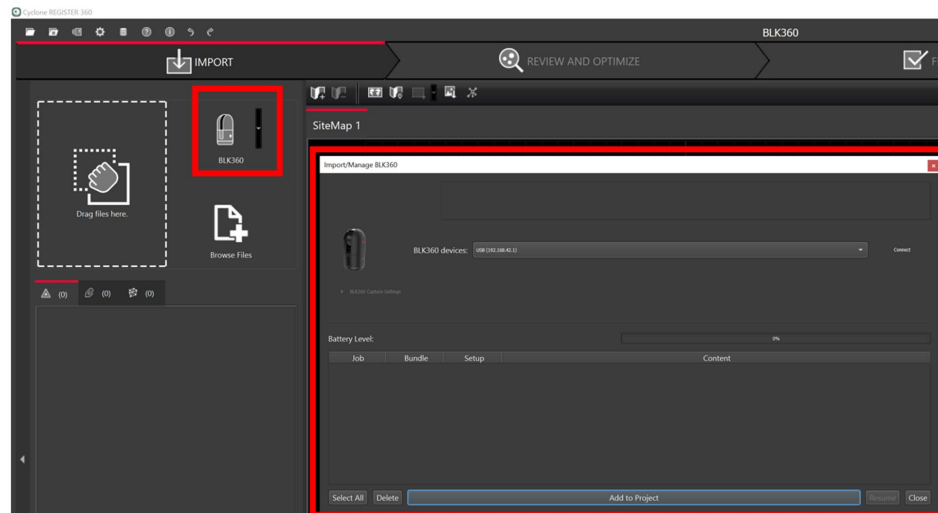 Cyclone REGISTER 360
BLK360
IMPORT
REVIEW AND OPTIMIZE
F
BLK360
Drag files here.
Browse Files
(0) (0) (0)
SiteMap 1
Import/Manage BLK360
BLK360 devices: USB (192.168.42.1) Connect
BLK360 Capture Settings
Battery Level: 0%
Job Bundle Setup Content
Select All Delete Add to Project Resume Close